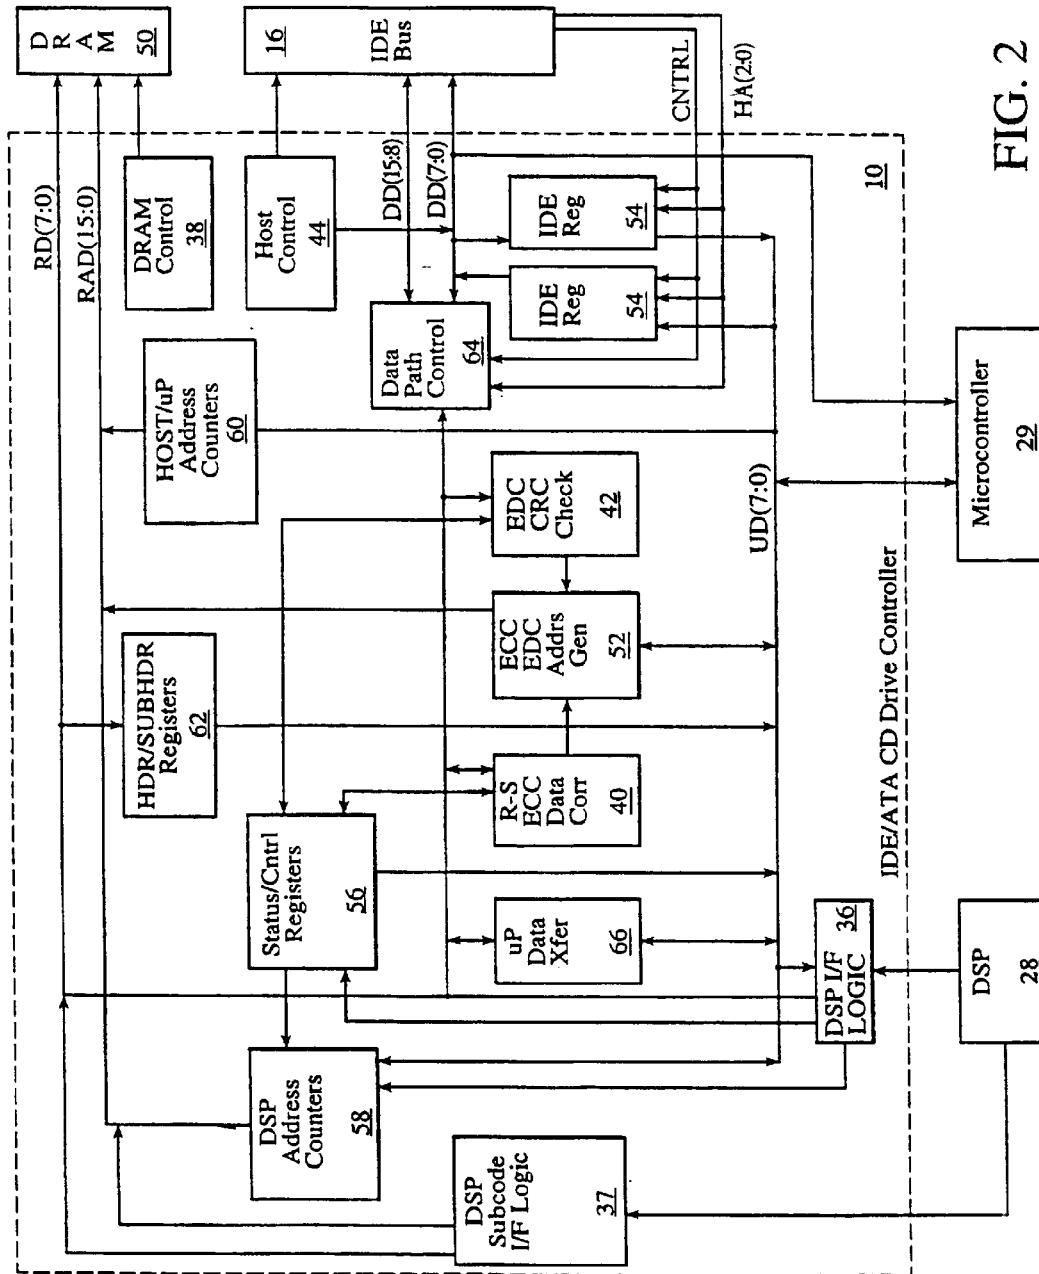 D
R
A
M
50
16
IDE
Bus
RD(7:0)
RAD(15:0)
DRAM
Control
38
Host
Control
44
DD(15:8)
DD(7:0)
CNTRL
HA(2:0)
FIG. 2
10
IDE
Reg
54
IDE
Reg
54
Data
Path
Control
64
HOST/uP
Address
Counters
60
HDR/SUBHDR
Registers
62
EDC
CRC
Check
42
ECC
EDC
Addrs
Gen
52
R-S
ECC
Data
Corr
40
UD(7:0)
Microcontroller
29
IDE/ATA CD Drive Controller
Status/Cntrl
Registers
56
uP
Data
Xfer
66
DSP I/F
LOGIC
36
DSP
28
DSP
Address
Counters
58
DSP
Subcode
I/F Logic
37